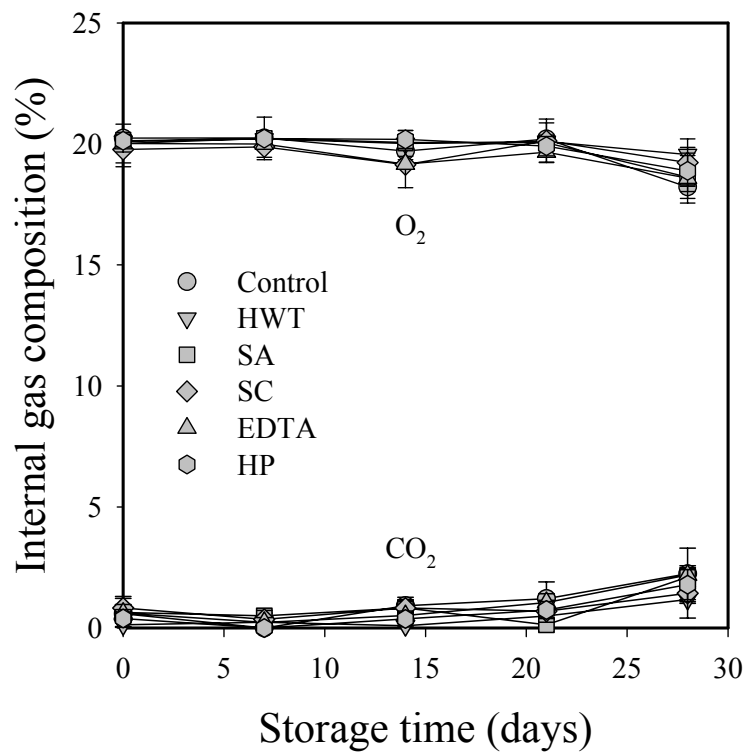 Internal gas composition (%)
25
20
15
10
5
0
O₂
Control
HWT
SA
SC
EDTA
HP
CO₂
0 5 10 15 20 25 30
Storage time (days)